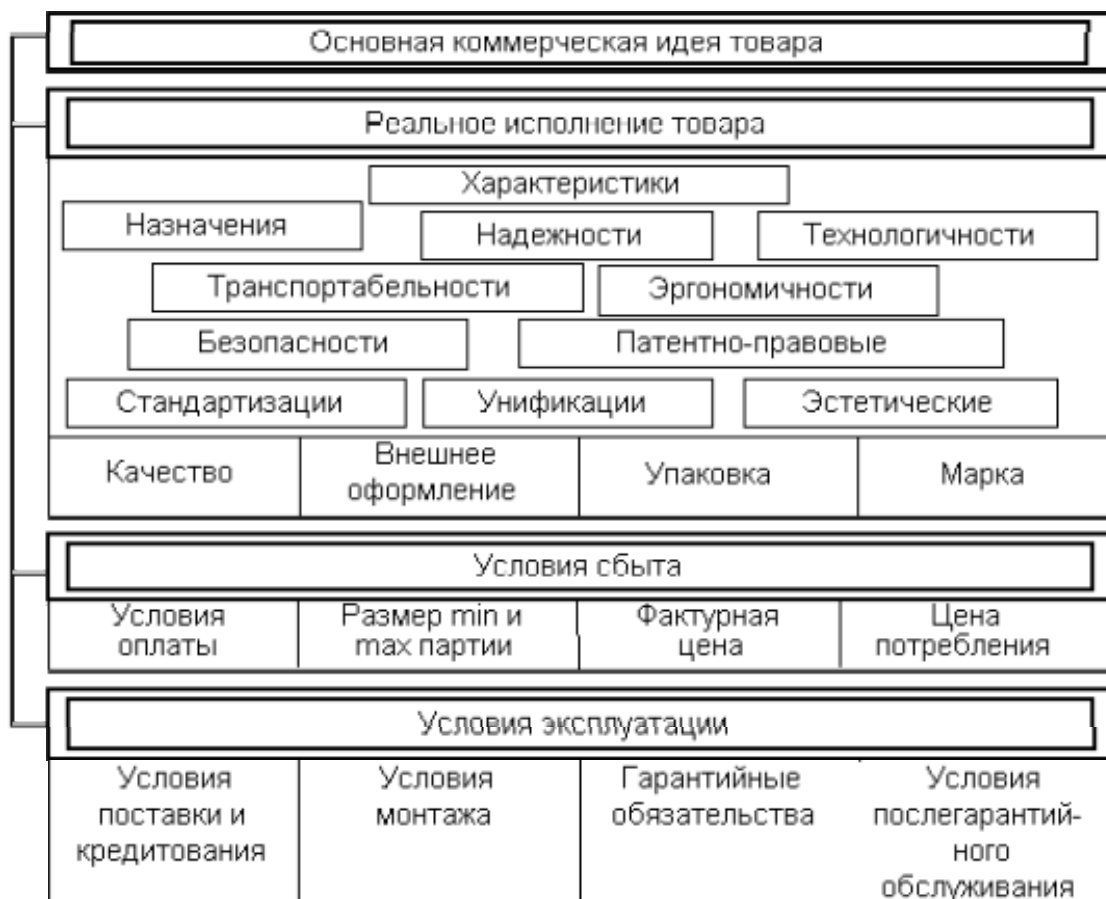 Основная коммерческая идея товара
Реальное исполнение товара
Характеристики
Назначения
Надежности
Технологичности
Транспортабельности
Эргономичности
Безопасности
Патентно-правовые
Стандартизации
Унификации
Эстетические
Качество
Внешнее
оформление
Упаковка
Марка
Условия сбыта
Условия
оплаты
Размер min и
max партии
Фактурная
цена
Цена
потребления
Условия эксплуатации
Условия
поставки и
кредитования
Условия
монтажа
Гарантийные
обязательства
Условия
послегарантий-
ного
обслуживания